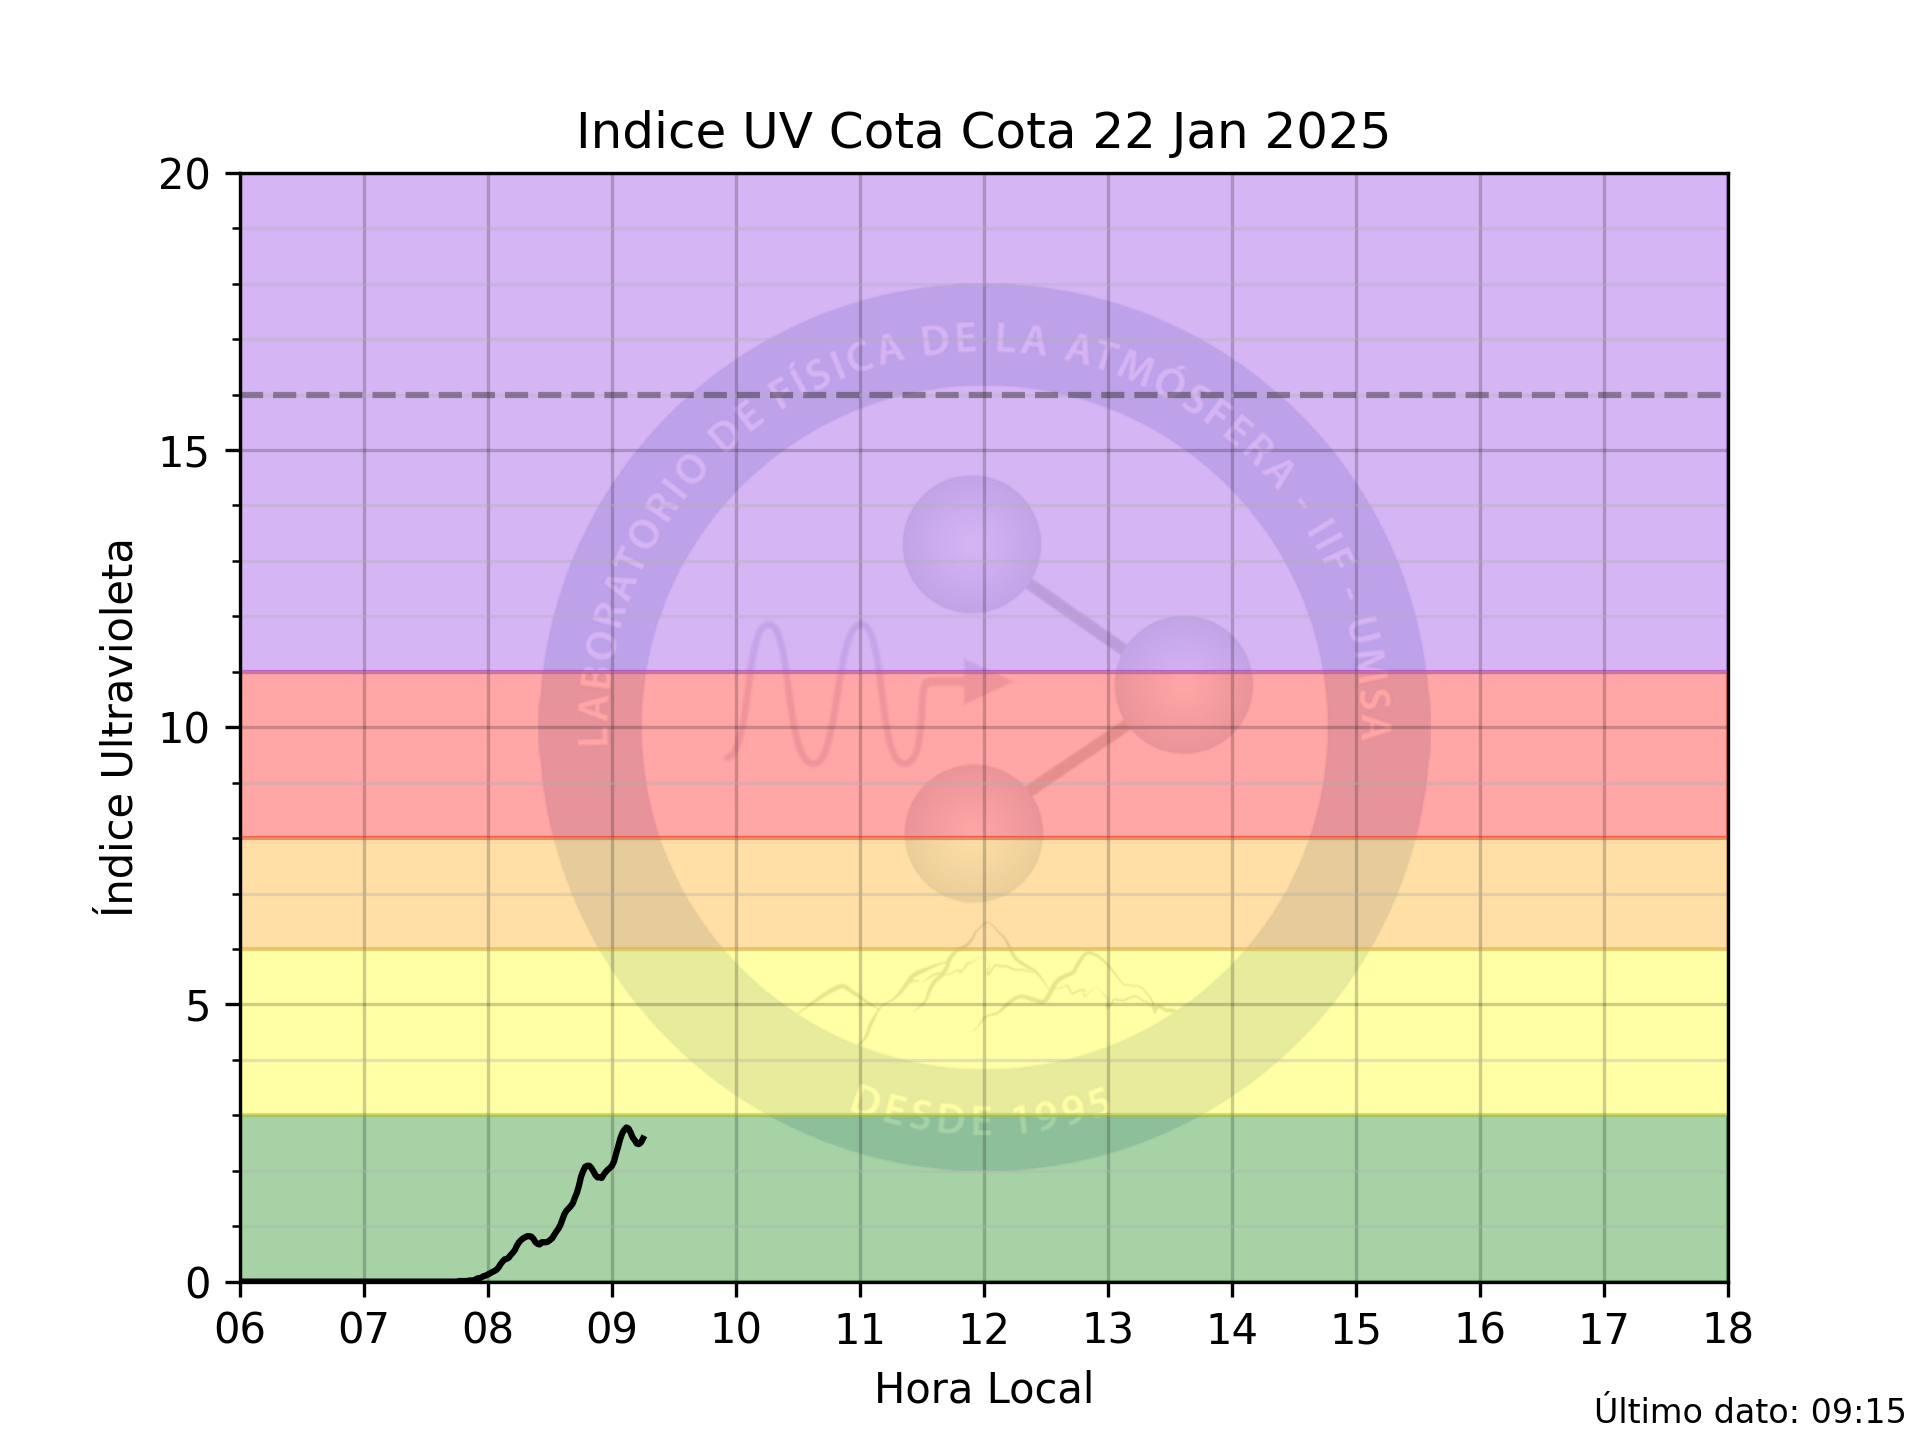 Indice UV Cota Cota 22 Jan 2025
20
15
10
5
0
Índice Ultravioleta
LABORATORIO DE FÍSICA DE LA ATMÓSFERA - IIF - UMSA
DESDE 1995
06 07 08 09 10 11 12 13 14 15 16 17 18
Hora Local
Último dato: 09:15